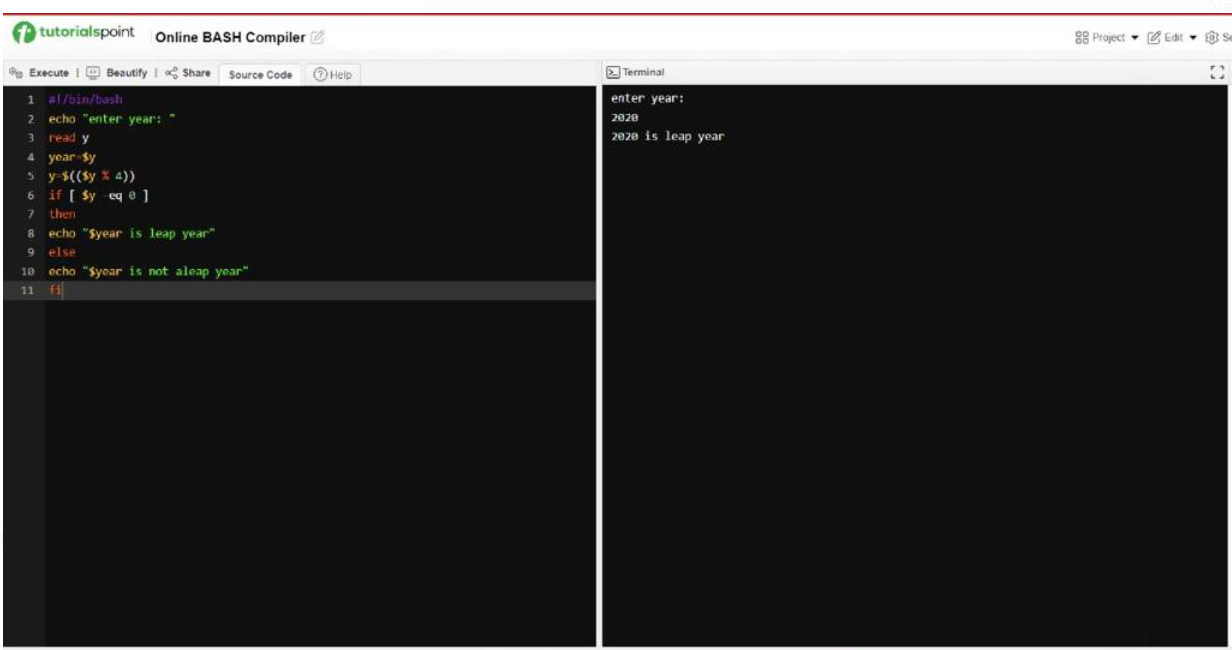 tutorialspoint Online BASH Compiler
Project Edit
Execute | Beautify | Share Source Code Help
1 #!/bin/bash
2 echo "enter year: "
3 read y
4 year=$y
5 y=$(($y % 4))
6 if [ $y -eq 0 ]
7 then
8 echo "$year is leap year"
9 else
10 echo "$year is not aleap year"
11 fi
Terminal
enter year:
2020
2020 is leap year